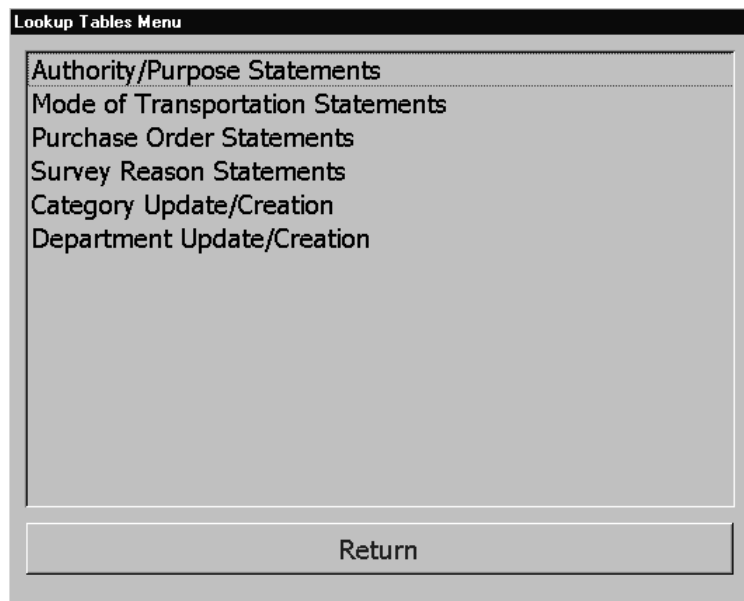 Lookup Tables Menu
Authority/Purpose Statements
Mode of Transportation Statements
Purchase Order Statements
Survey Reason Statements
Category Update/Creation
Department Update/Creation
Return